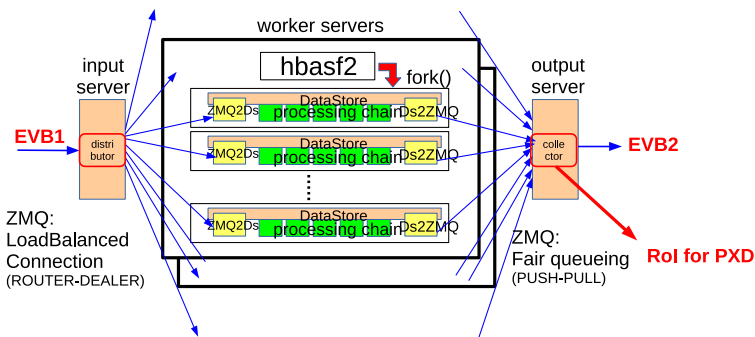 worker servers
input
server
hbasf2
fork()
output
server
DataStore
ZMQ2Ds
processing chain
Ds2ZMQ
EVB1
distri
butor
DataStore
ZMQ2Ds
processing chain
Ds2ZMQ
colle
ctor
EVB2
DataStore
ZMQ2Ds
processing chain
Ds2ZMQ
ZMQ:
LoadBalanced
Connection
(ROUTER-DEALER)
ZMQ:
Fair queueing
(PUSH-PULL)
RoI for PXD